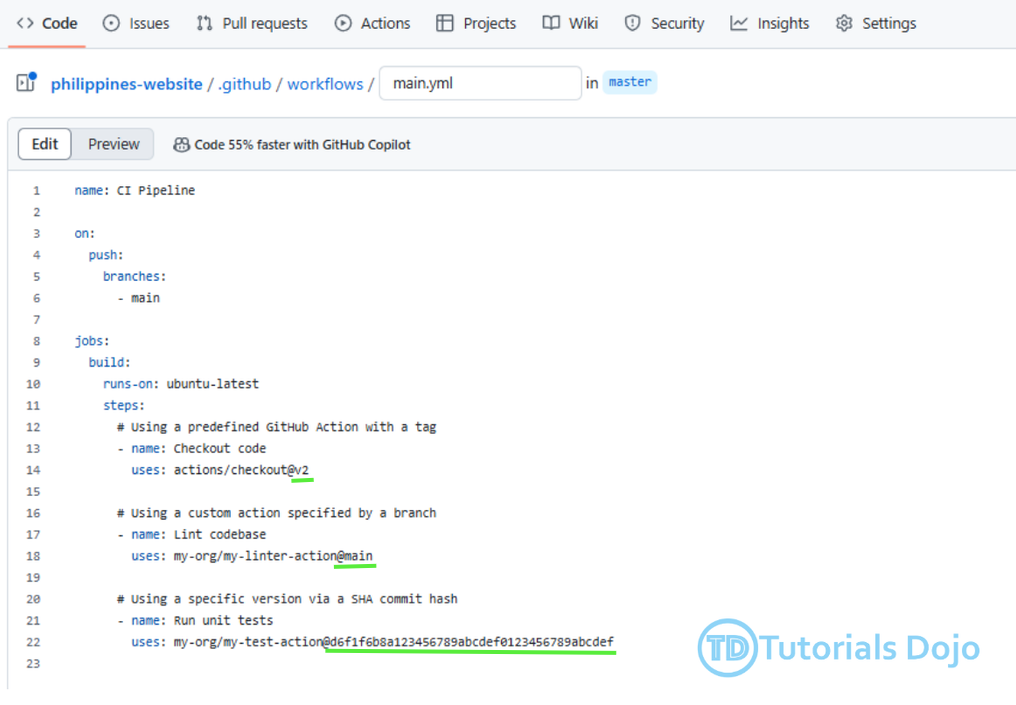 Code Issues Pull requests Actions Projects Wiki Security Insights Settings
philippines-website / .github / workflows / main.yml in master
Edit Preview Code 55% faster with GitHub Copilot
1 name: CI Pipeline
2
3 on:
4 push:
5 branches:
6 - main
7
8 jobs:
9 build:
10 runs-on: ubuntu-latest
11 steps:
12 # Using a predefined GitHub Action with a tag
13 - name: Checkout code
14 uses: actions/checkout@v2
15
16 # Using a custom action specified by a branch
17 - name: Lint codebase
18 uses: my-org/my-linter-action@main
19
20 # Using a specific version via a SHA commit hash
21 - name: Run unit tests
22 uses: my-org/my-test-action@d6f1f6b8a123456789abcdef0123456789abcdef
23
TD Tutorials Dojo